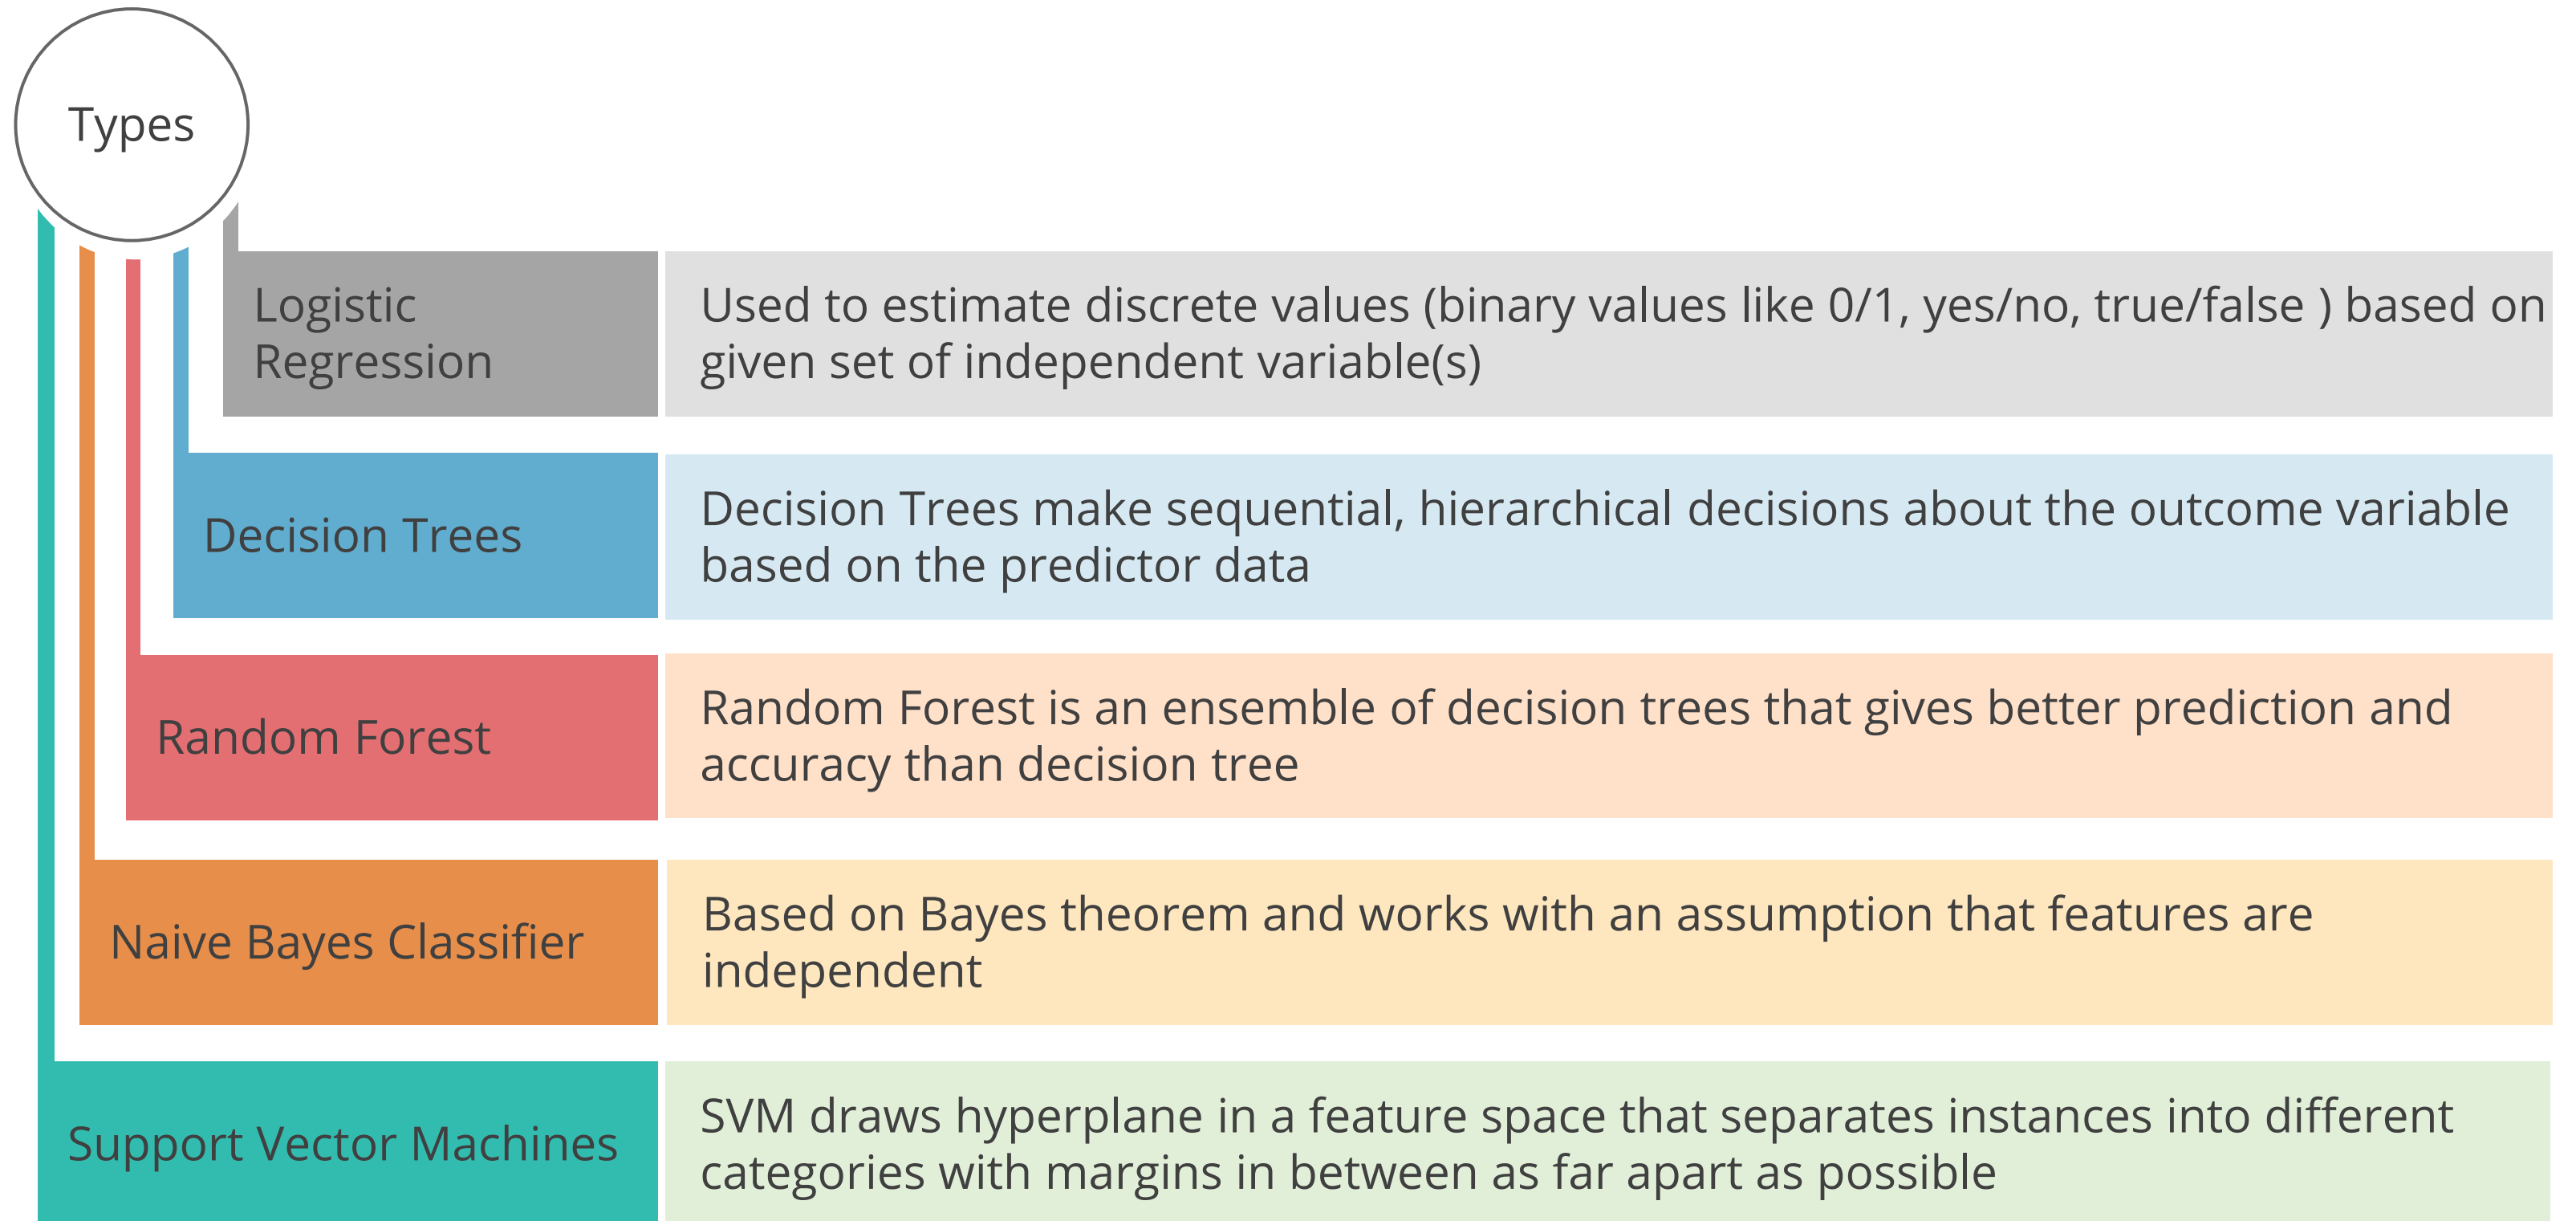 Types
Logistic
Regression
Used to estimate discrete values (binary values like 0/1, yes/no, true/false ) based on
given set of independent variable(s)
Decision Trees
Decision Trees make sequential, hierarchical decisions about the outcome variable
based on the predictor data
Random Forest
Random Forest is an ensemble of decision trees that gives better prediction and
accuracy than decision tree
Naive Bayes Classifier
Based on Bayes theorem and works with an assumption that features are
independent
Support Vector Machines
SVM draws hyperplane in a feature space that separates instances into different
categories with margins in between as far apart as possible